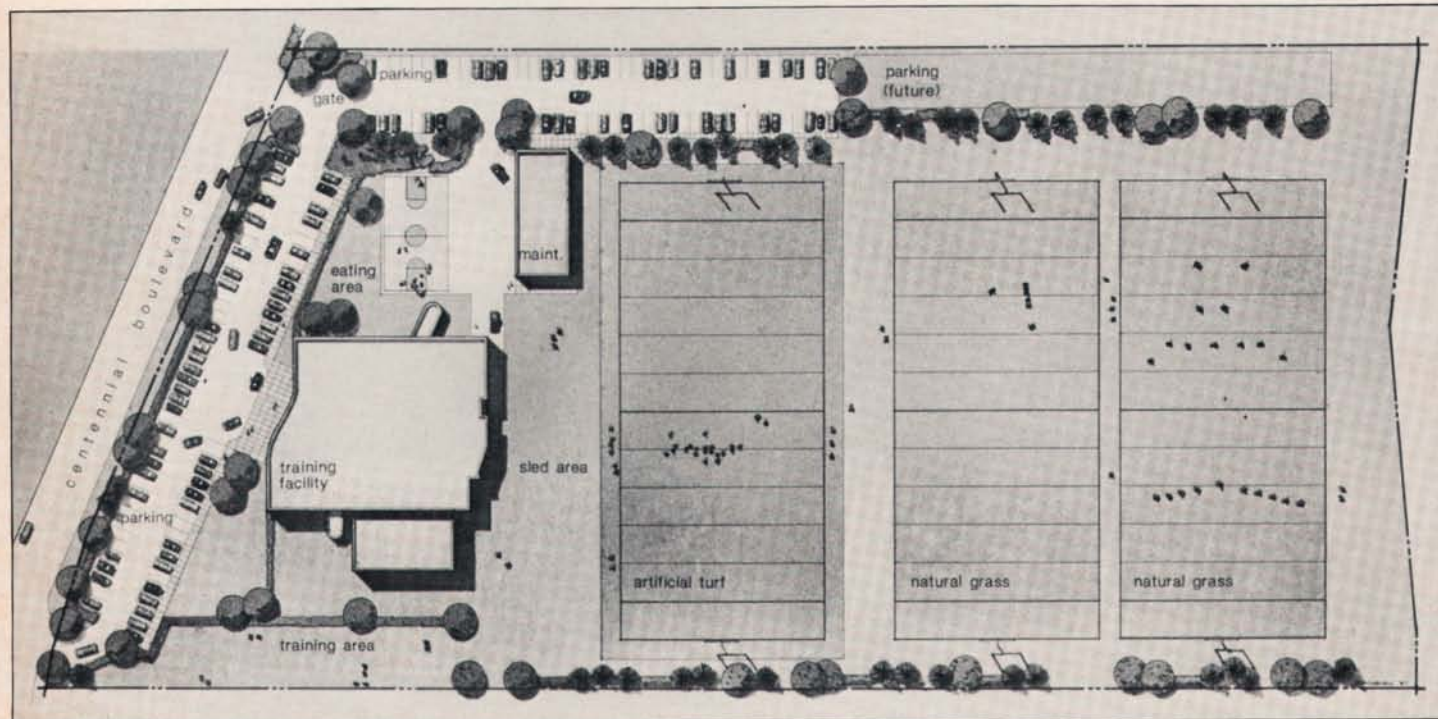 parking
parking
(future)
gate
centennial boulevard
eating
area
maint.
training
facility
sled area
parking
artificial turf
natural grass
natural grass
training area